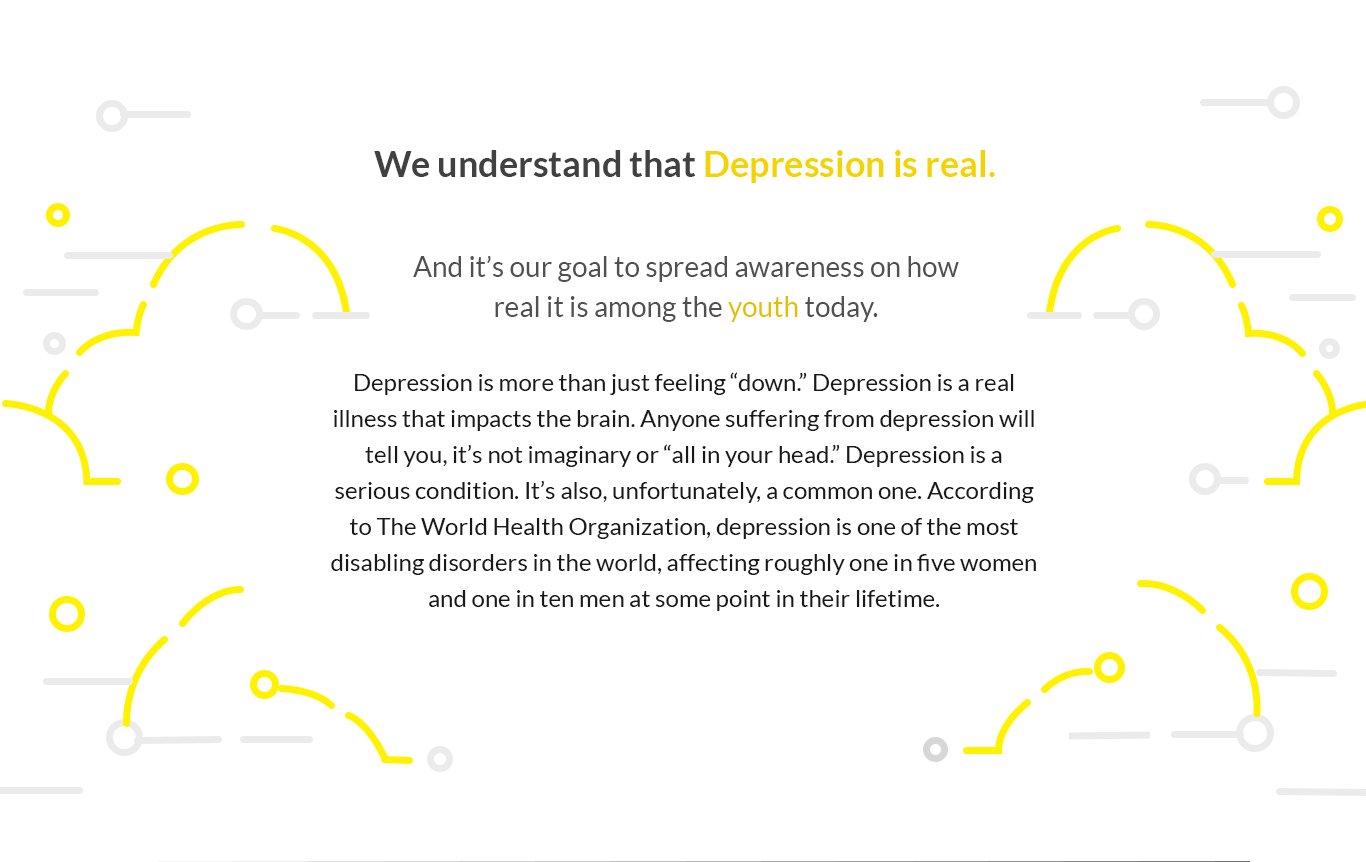 We understand that Depression is real.
And it’s our goal to spread awareness on how
real it is among the youth today.
Depression is more than just feeling “down.” Depression is a real
illness that impacts the brain. Anyone suffering from depression will
tell you, it’s not imaginary or “all in your head.” Depression is a
serious condition. It’s also, unfortunately, a common one. According
to The World Health Organization, depression is one of the most
disabling disorders in the world, affecting roughly one in five women
and one in ten men at some point in their lifetime.